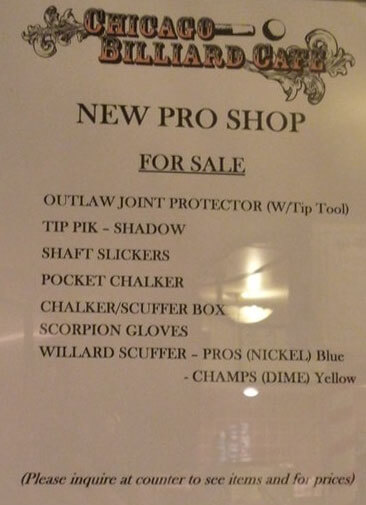 CHICAGO
BILLIARD CAFÉ
NEW PRO SHOP
FOR SALE
OUTLAW JOINT PROTECTOR (W/Tip Tool)
TIP PIK – SHADOW
SHAFT SLICKERS
POCKET CHALKER
CHALKER/SCUFFER BOX
SCORPION GLOVES
WILLARD SCUFFER – PROS (NICKEL) Blue
- CHAMPS (DIME) Yellow
(Please inquire at counter to see items and for prices)